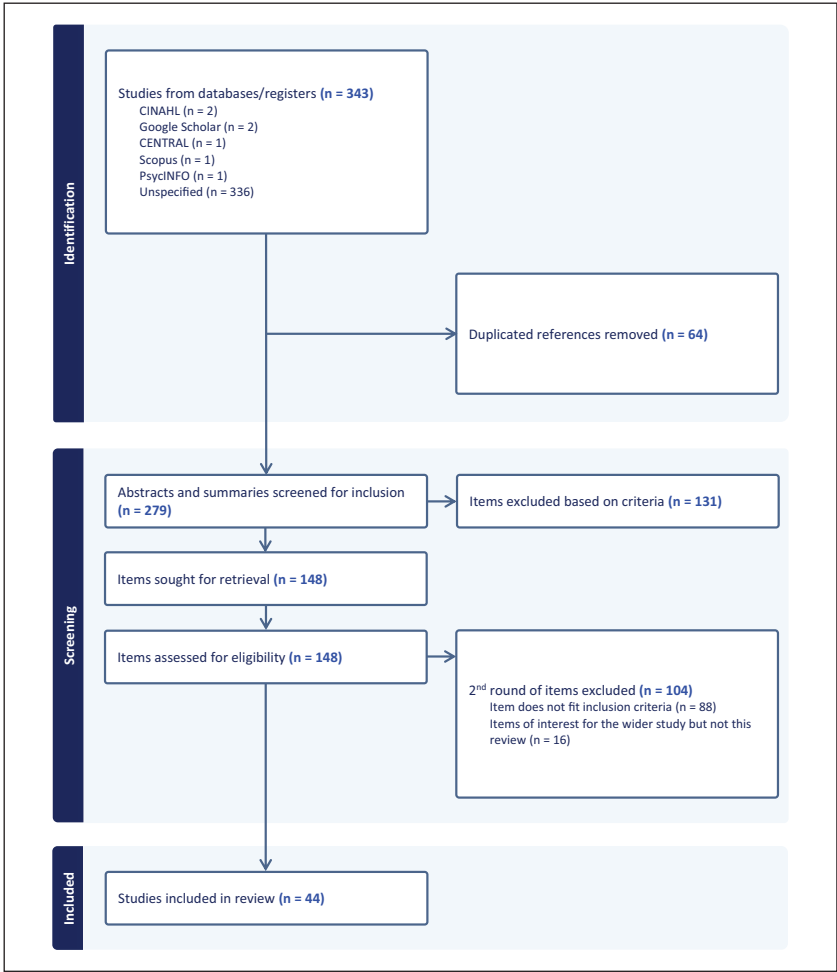 Identification
Studies from databases/registers (n = 343)
CINAHL (n = 2)
Google Scholar (n = 2)
CENTRAL (n = 1)
Scopus (n = 1)
PsycINFO (n = 1)
Unspecified (n = 336)
Duplicated references removed (n = 64)
Screening
Abstracts and summaries screened for inclusion
(n = 279)
Items excluded based on criteria (n = 131)
Items sought for retrieval (n = 148)
Items assessed for eligibility (n = 148)
2nd round of items excluded (n = 104)
Item does not fit inclusion criteria (n = 88)
Items of interest for the wider study but not this
review (n = 16)
Included
Studies included in review (n = 44)